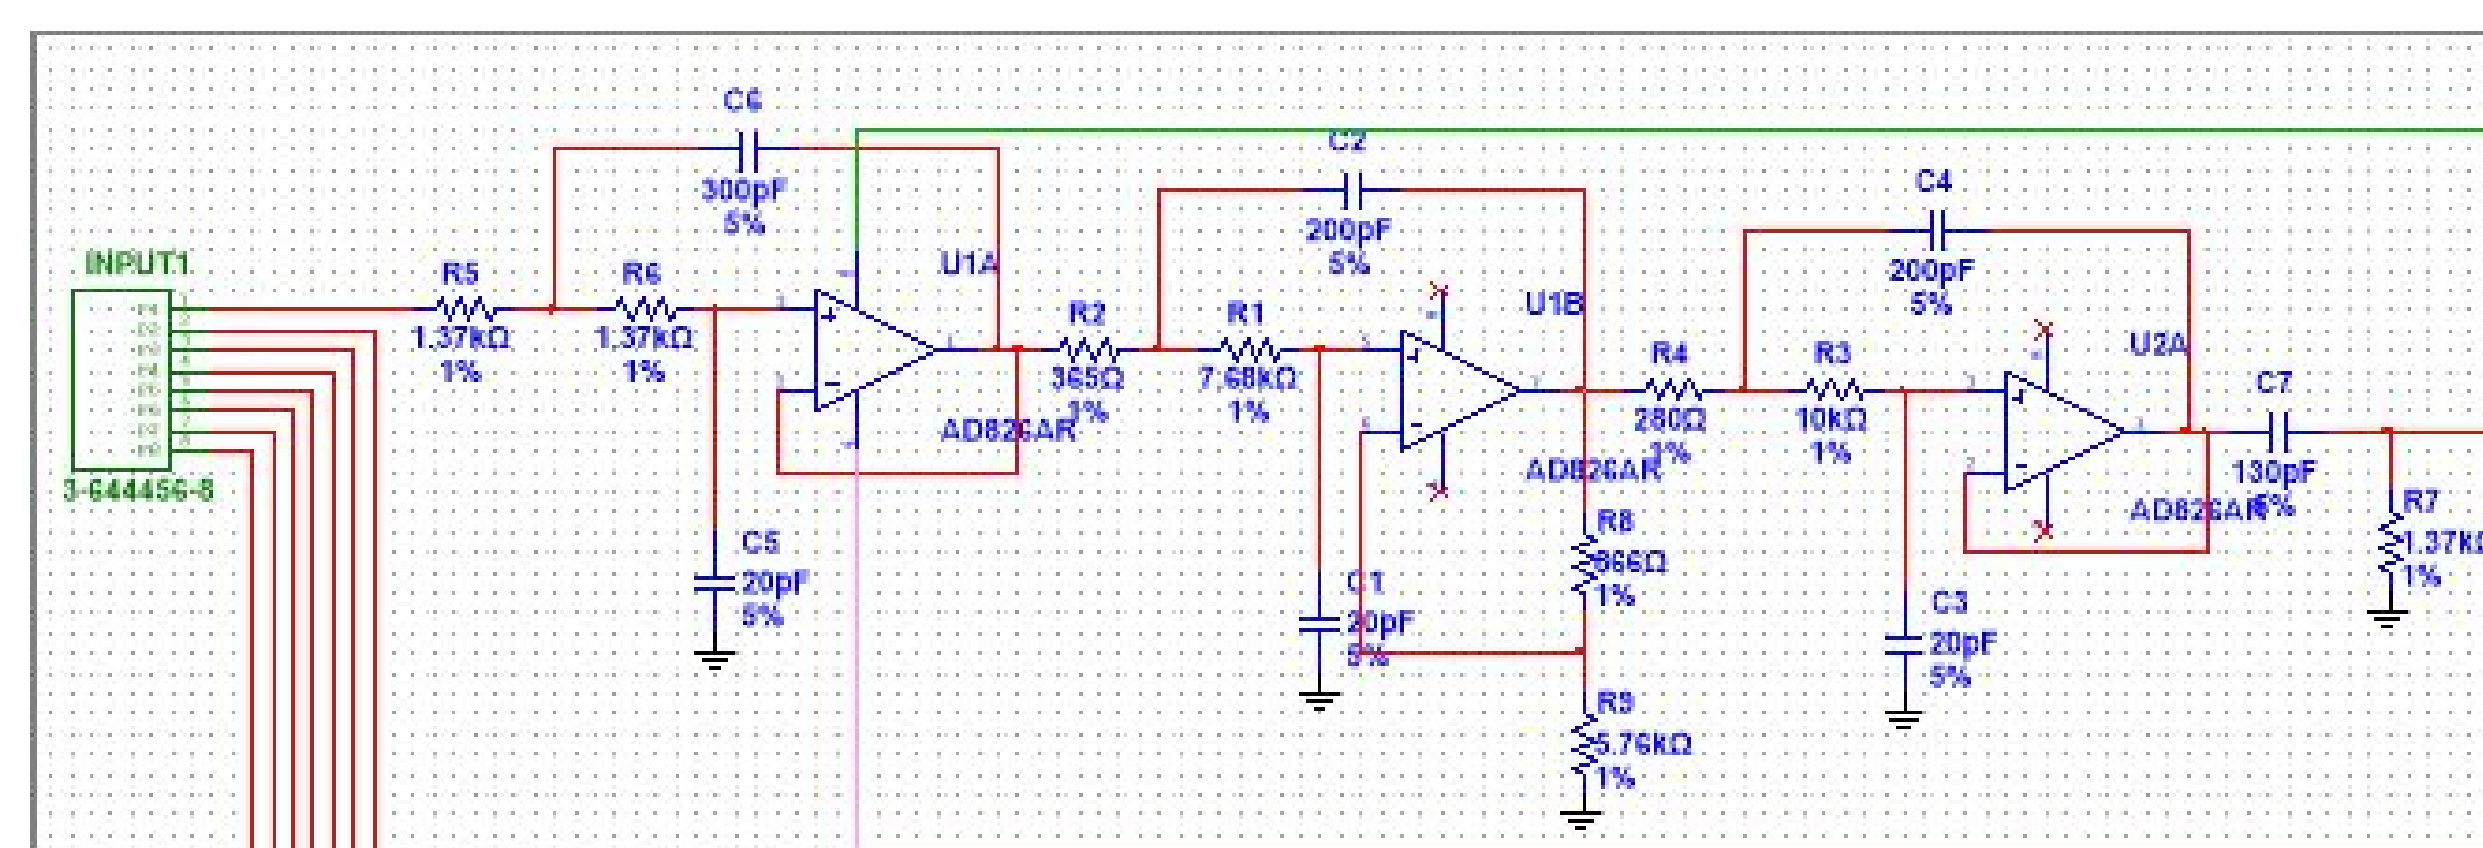 C6
300pF
5%
C2
200pF
5%
C4
200pF
5%
INPUT1
3-644456-8
R5
1.37kΩ
1%
R6
1.37kΩ
1%
U1A
AD826AR
C5
20pF
5%
R2
365Ω
1%
R1
7.68kΩ
1%
U1B
AD826AR
C1
20pF
5%
R8
866Ω
1%
R9
5.76kΩ
1%
R4
280Ω
1%
R3
10kΩ
1%
U2A
AD826AR
C3
20pF
5%
C7
130pF
5%
R7
1.37kΩ
1%